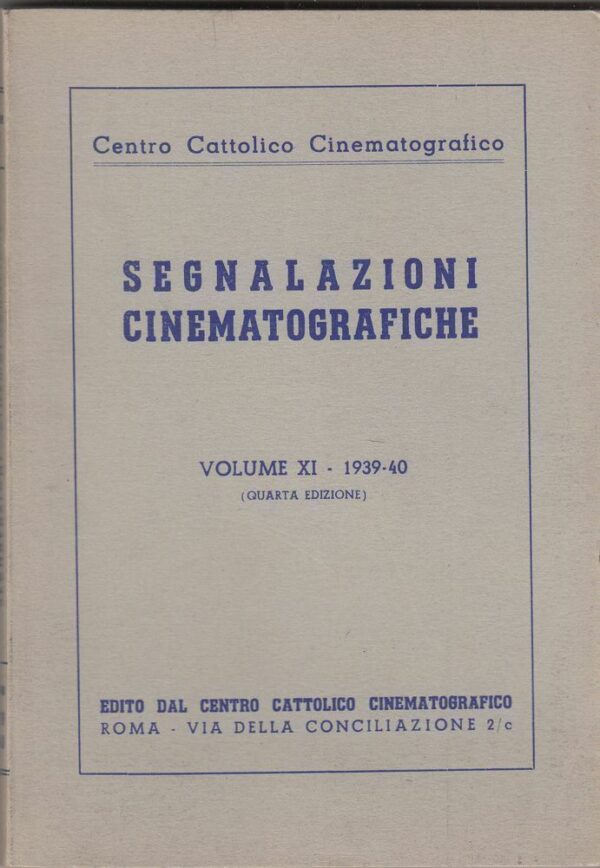 Centro Cattolico Cinematografico
SEGNALAZIONI
CINEMATOGRAFICHE
VOLUME XI - 1939-40
(QUARTA EDIZIONE)
EDITO DAL CENTRO CATTOLICO CINEMATOGRAFICO
ROMA - VIA DELLA CONCILIAZIONE 2/c